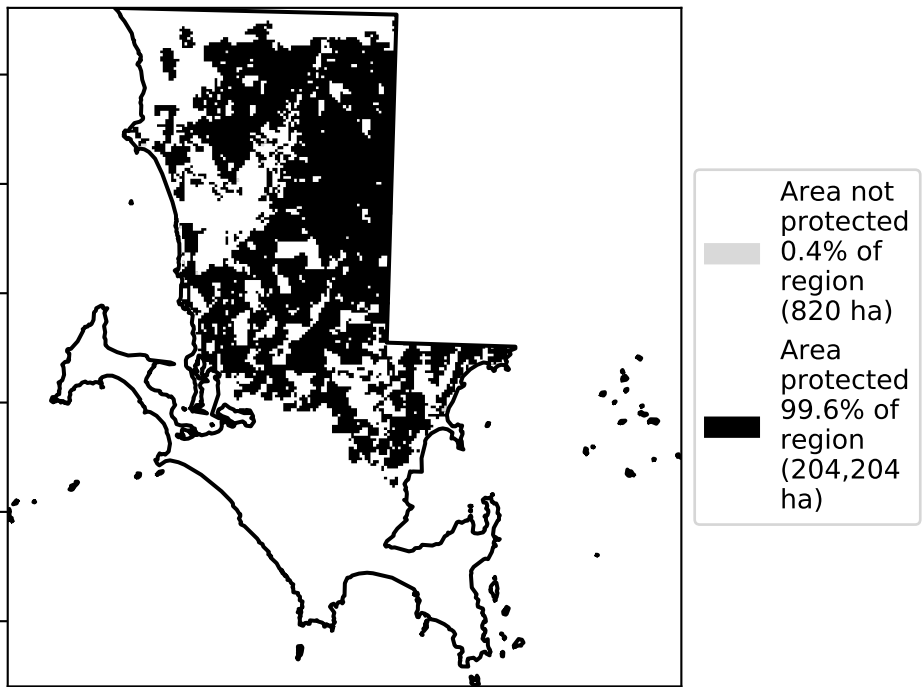 Area not
protected
0.4% of
region
(820 ha)
Area
protected
99.6% of
region
(204,204
ha)